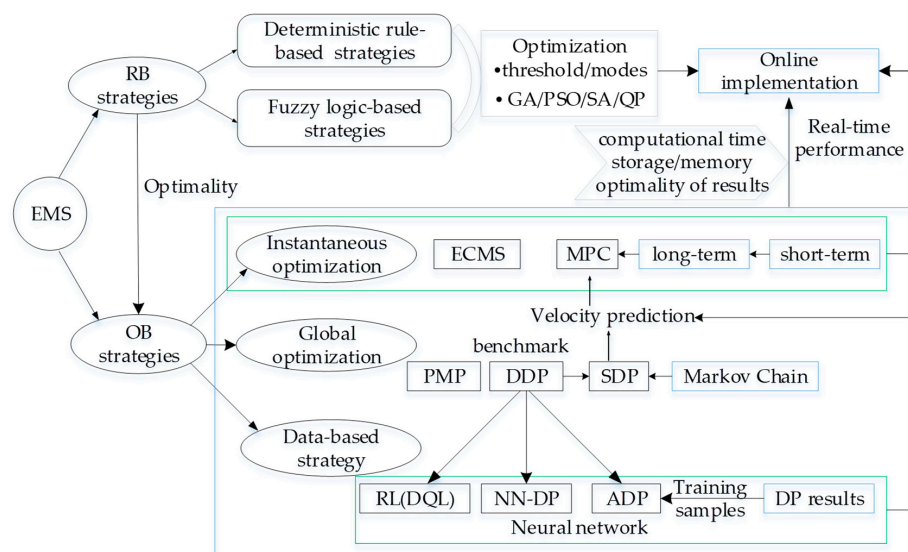 Deterministic rule-
based strategies
RB
strategies
Fuzzy logic-based
strategies
Optimization
•threshold/modes
• GA/PSO/SA/QP
Online
implementation
computational time
storage/memory
optimality of results
Real-time
performance
Optimality
EMS
Instantaneous
optimization
ECMS
MPC
long-term
short-term
Velocity prediction
OB
strategies
Global
optimization
benchmark
PMP
DDP
SDP
Markov Chain
Data-based
strategy
RL(DQL)
NN-DP
ADP
Training
samples
DP results
Neural network